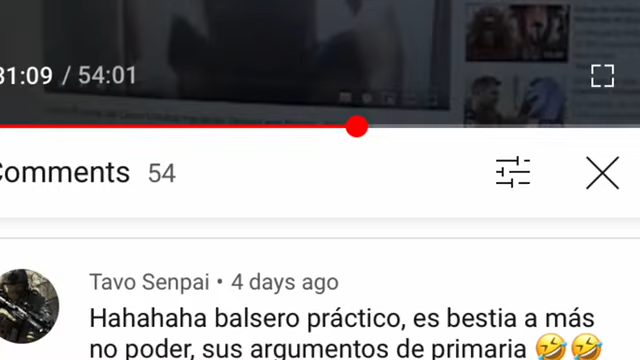 31:09 / 54:01
Comments 54
Tavo Senpai • 4 days ago
Hahahaha balsero práctico, es bestia a más
no poder, sus argumentos de primaria 🤣🤣